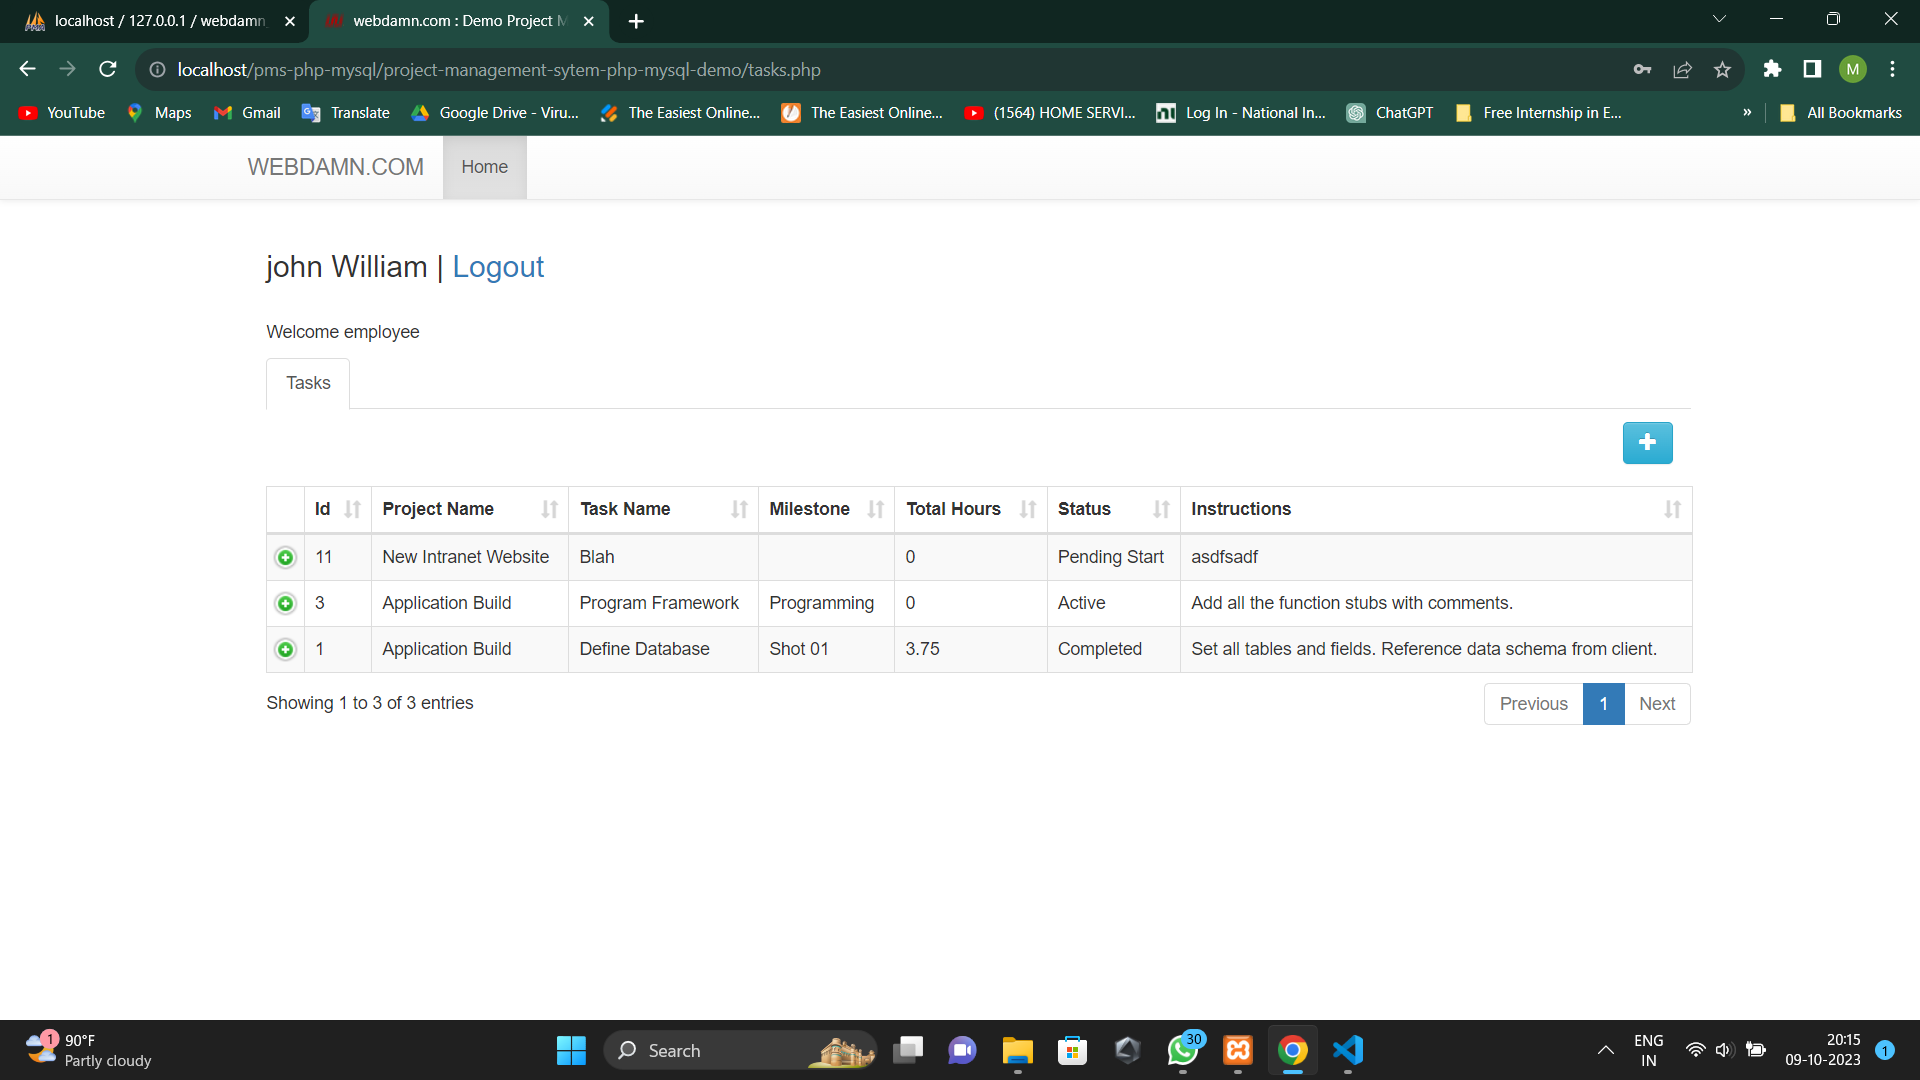 localhost / 127.0.0.1 / webdamn_
webdamn.com : Demo Project M
localhost/pms-php-mysql/project-management-sytem-php-mysql-demo/tasks.php
M
YouTube Maps Gmail Translate Google Drive - Viru... The Easiest Online... The Easiest Online... (1564) HOME SERVI... Log In - National In... ChatGPT Free Internship in E... » All Bookmarks
WEBDAMN.COM Home
john William | Logout
Welcome employee
Tasks
Id Project Name Task Name Milestone Total Hours Status Instructions
11 New Intranet Website Blah 0 Pending Start asdfsadf
3 Application Build Program Framework Programming 0 Active Add all the function stubs with comments.
1 Application Build Define Database Shot 01 3.75 Completed Set all tables and fields. Reference data schema from client.
Showing 1 to 3 of 3 entries
Previous 1 Next
1
90°F
Partly cloudy
Search
30
ENG
IN
20:15
09-10-2023
1